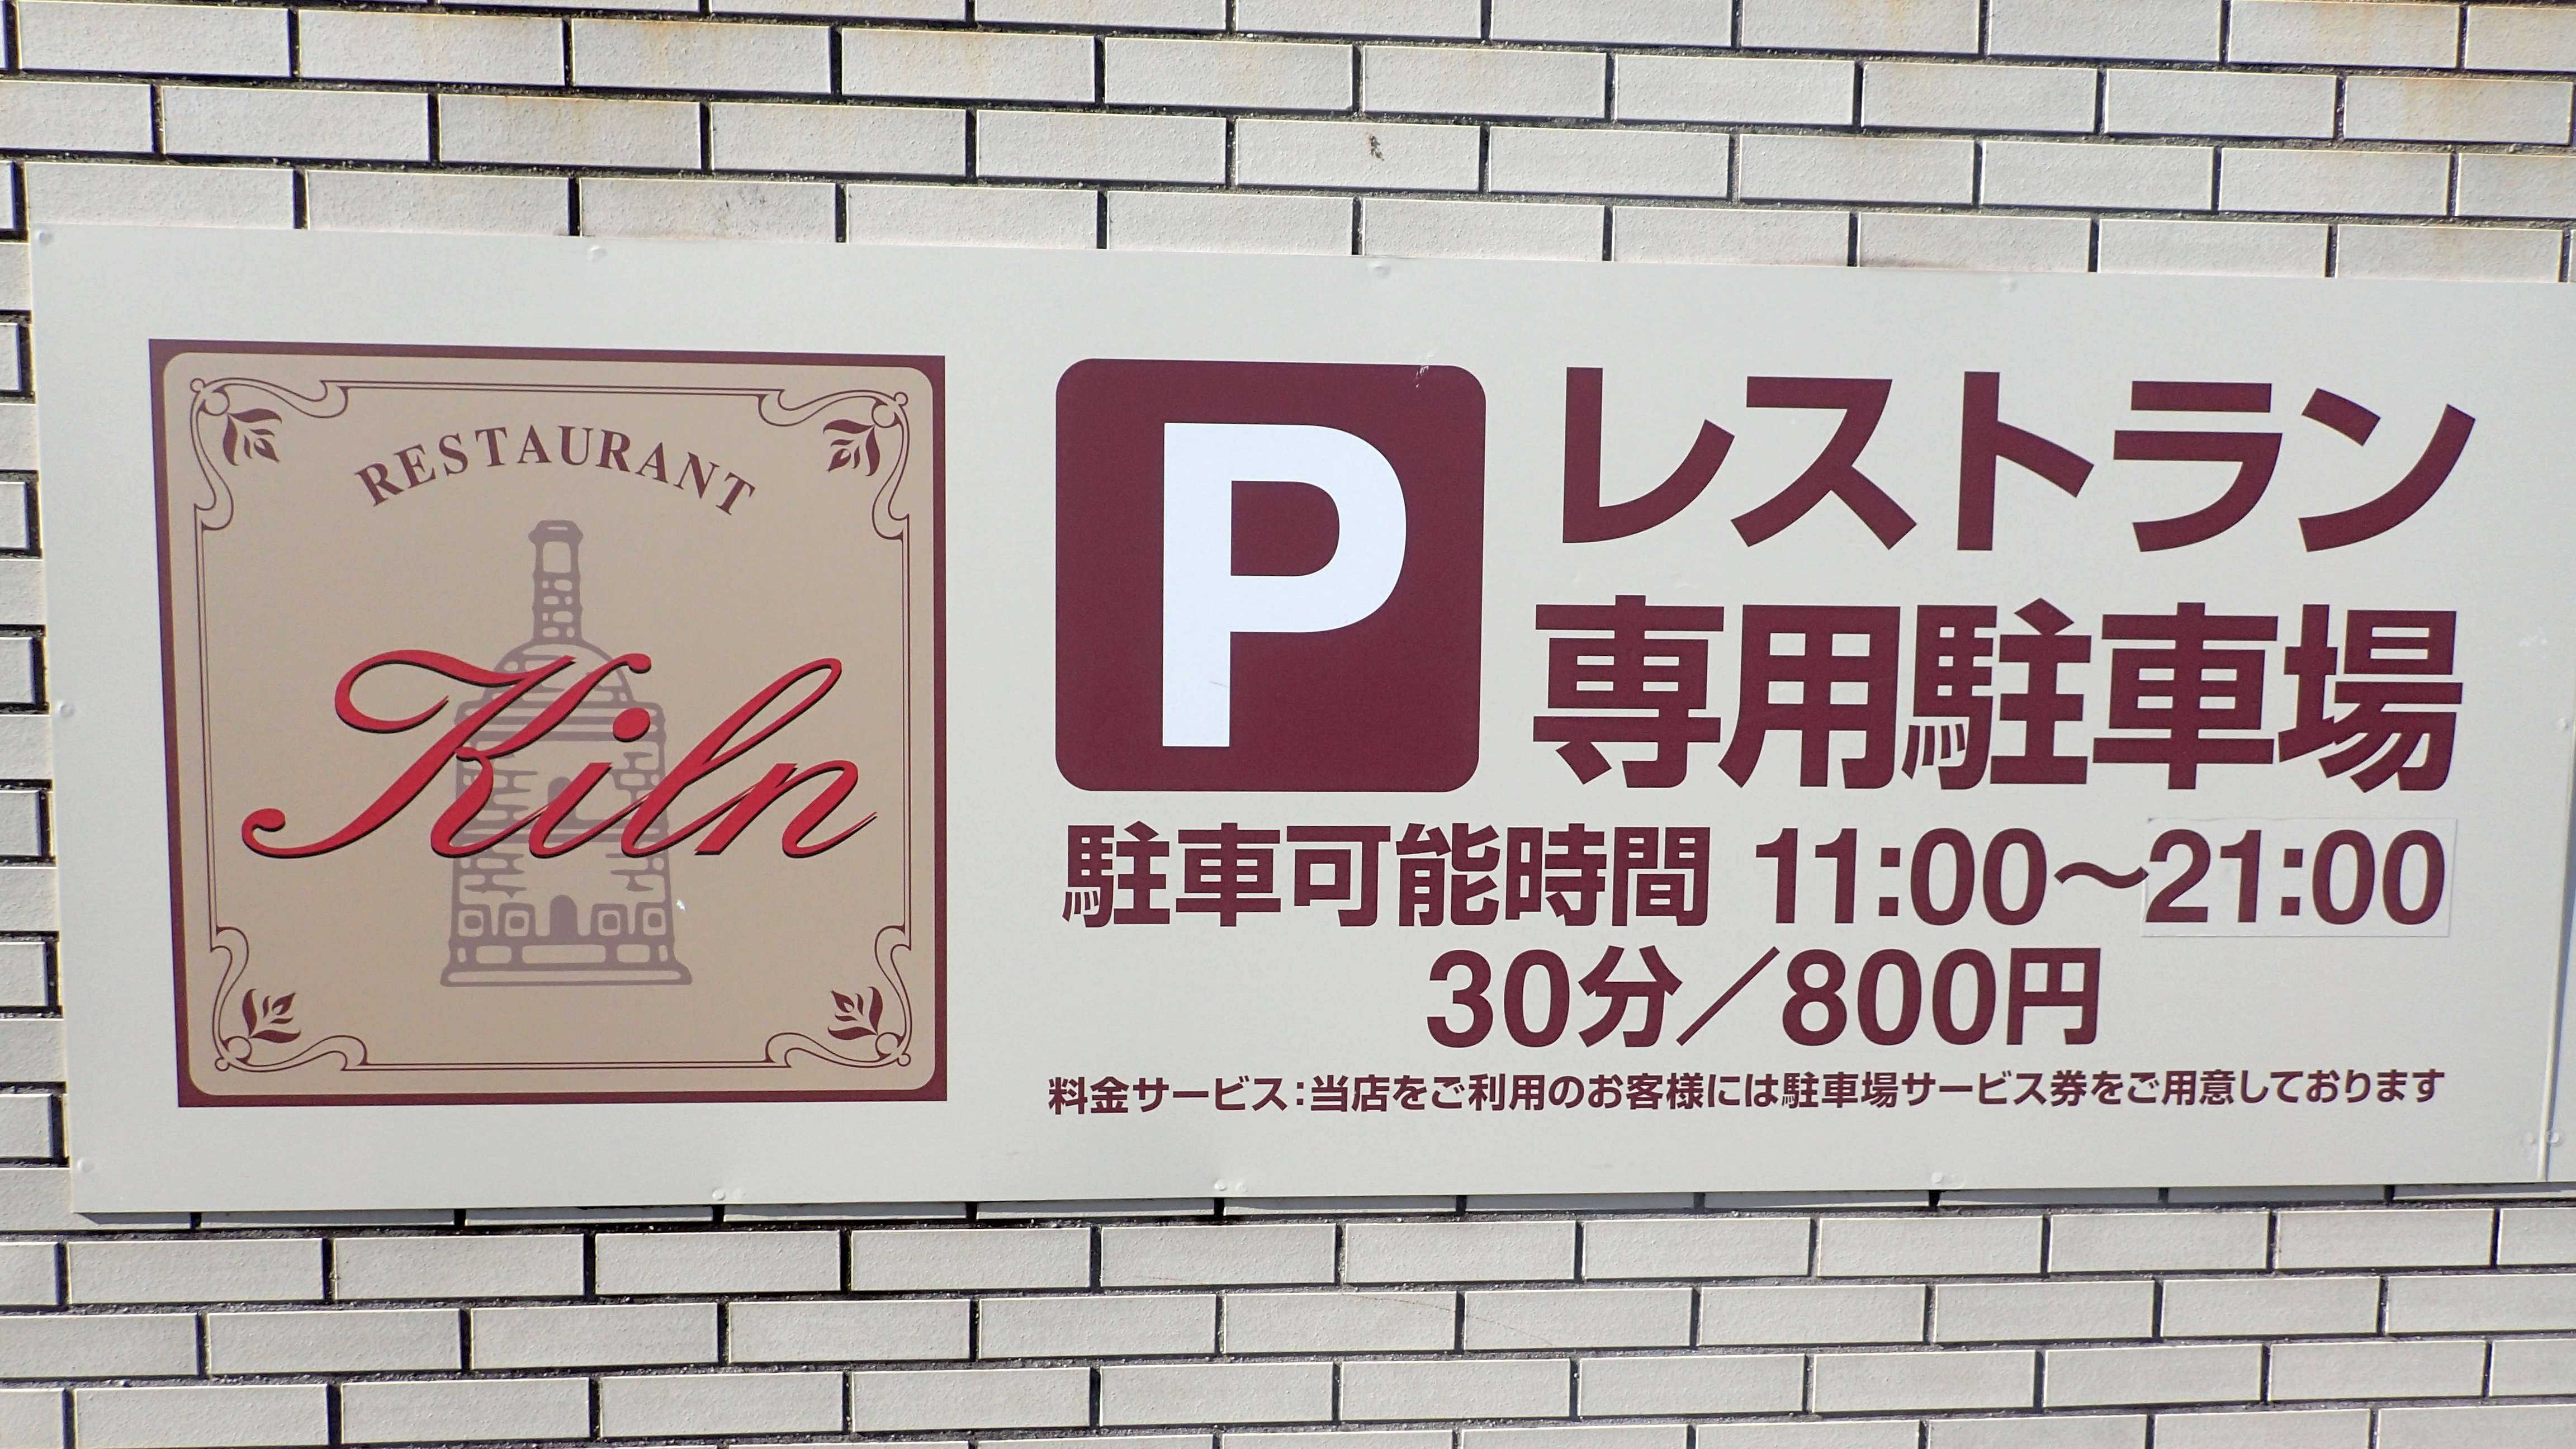 RESTAURANT
Kiln
P
レストラン
専用駐車場
駐車可能時間 11:00〜21:00
30分／800円
料金サービス：当店をご利用のお客様には駐車場サービス券をご用意しております